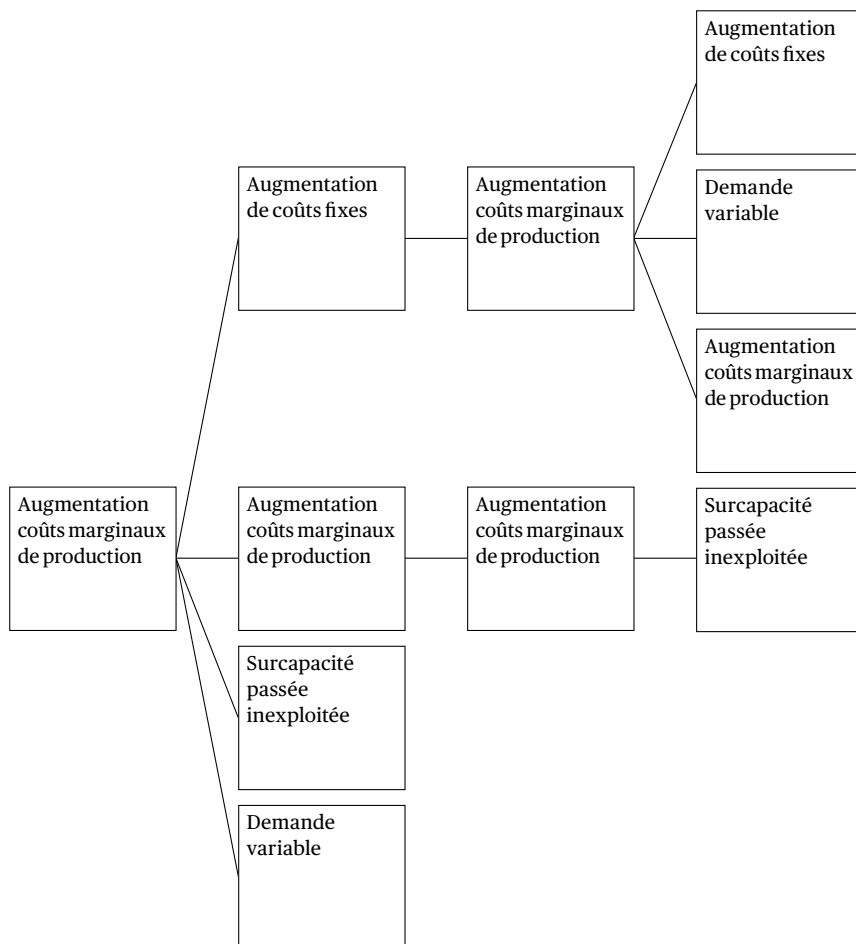 Augmentation
de coûts fixes
Augmentation
de coûts fixes
Augmentation
coûts marginaux
de production
Demande
variable
Augmentation
coûts marginaux
de production
Augmentation
coûts marginaux
de production
Augmentation
coûts marginaux
de production
Augmentation
coûts marginaux
de production
Surcapacité
passée
inexploitée
Surcapacité
passée
inexploitée
Demande
variable